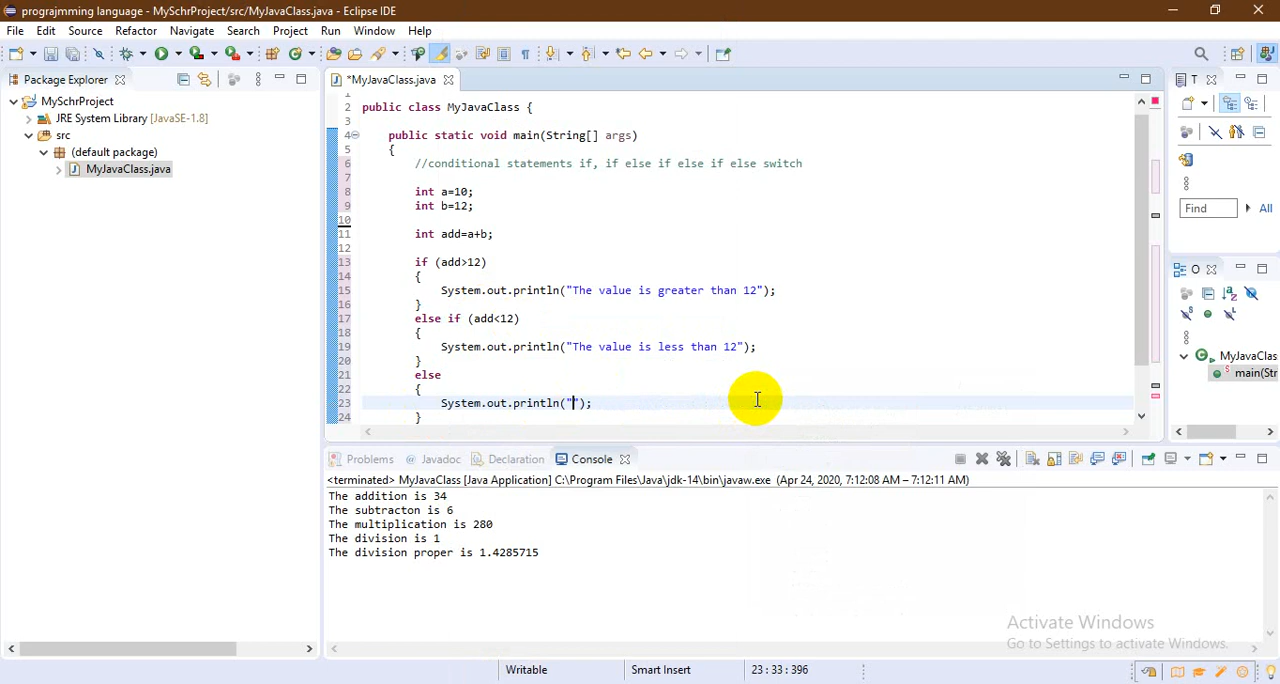 prograjmming language - MySchrProject/src/MyJavaClass.java - Eclipse IDE
File Edit Source Refactor Navigate Search Project Run Window Help
Package Explorer
*MyJavaClass.java
T
MySchrProject
JRE System Library [JavaSE-1.8]
src
(default package)
MyJavaClass.java
1
2 public class MyJavaClass {
3
4 public static void main(String[] args)
5 {
6 //conditional statements if, if else if else if else switch
7
8 int a=10;
9 int b=12;
10
11 int add=a+b;
12
13 if (add>12)
14 {
15 System.out.println("The value is greater than 12");
16 }
17 else if (add<12)
18 {
19 System.out.println("The value is less than 12");
20 }
21 else
22 {
23 System.out.println("");
24 }
Find All
O
MyJavaClas
main(Str
Problems @ Javadoc Declaration Console
<terminated> MyJavaClass [Java Application] C:\Program Files\Java\jdk-14\bin\javaw.exe (Apr 24, 2020, 7:12:08 AM – 7:12:11 AM)
The addition is 34
The subtracton is 6
The multiplication is 280
The division is 1
The division proper is 1.4285715
Activate Windows
Go to Settings to activate Windows.
Writable Smart Insert 23 : 33 : 396